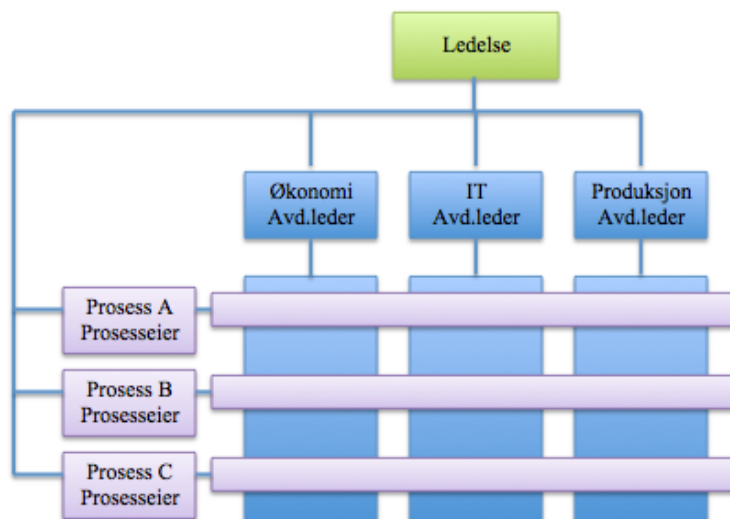 Ledelse
Økonomi
Avd.leder
IT
Avd.leder
Produksjon
Avd.leder
Prosess A
Prosesseier
Prosess B
Prosesseier
Prosess C
Prosesseier